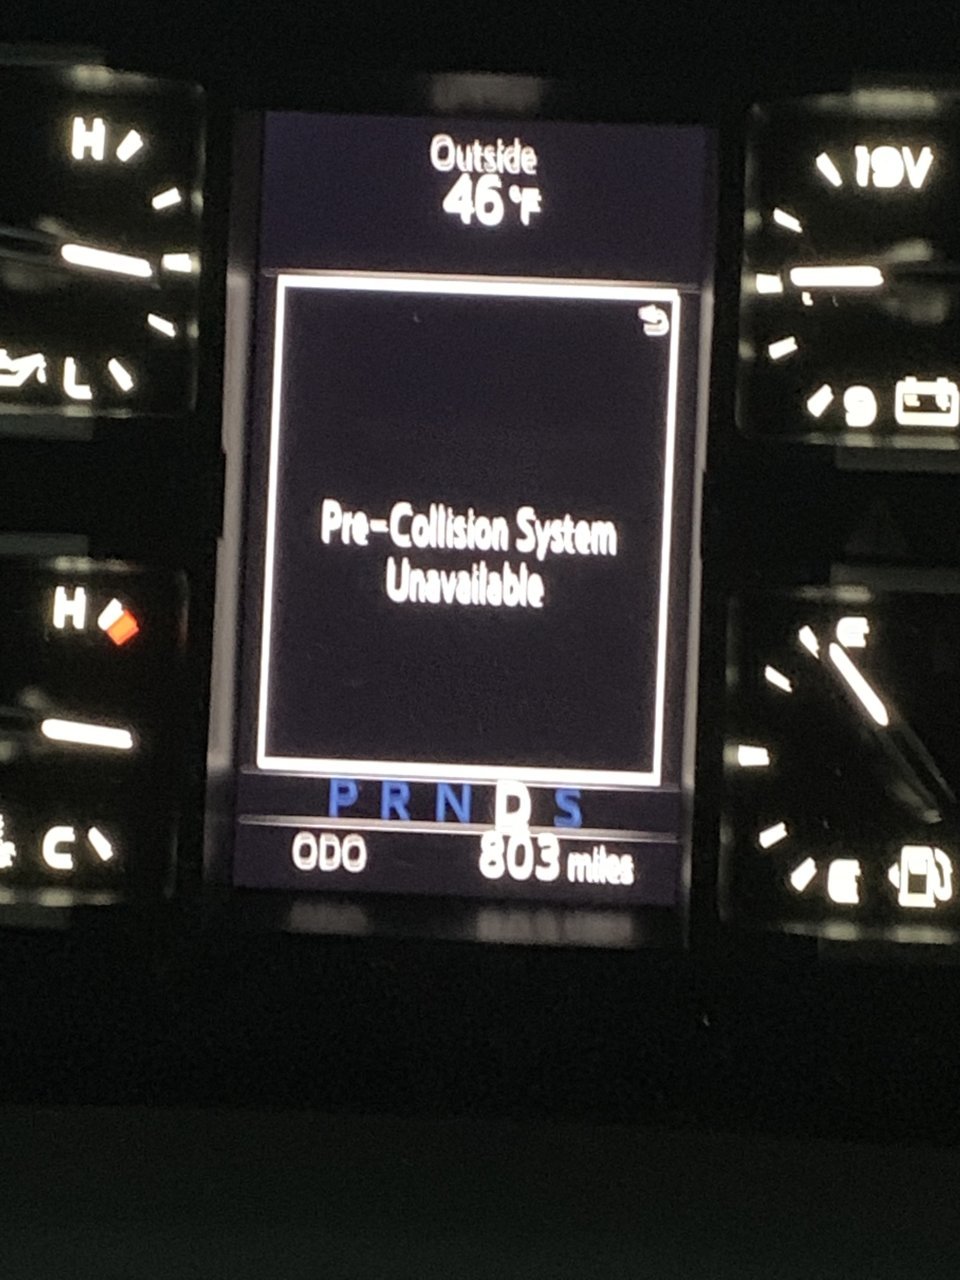 Outside
46°F
H
19V
L
9
Pre-Collision System
Unavailable
H
F
P R N D S
C
E
ODO 803 miles